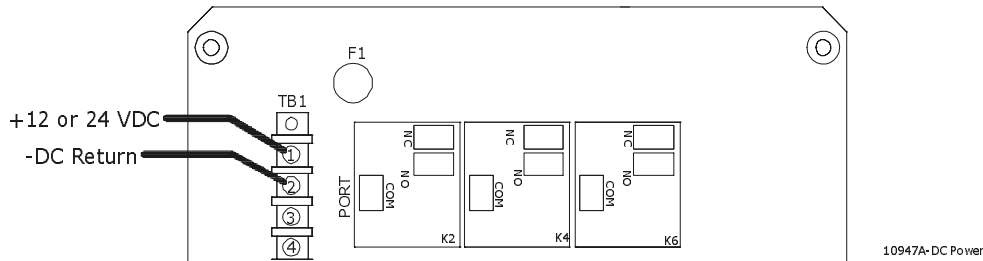 F1
TB1
+12 or 24 VDC
-DC Return
1
2
3
4
PORT
NC
NO
COM
K2
NC
NO
COM
K4
NC
NO
COM
K6
10947A-DC Power